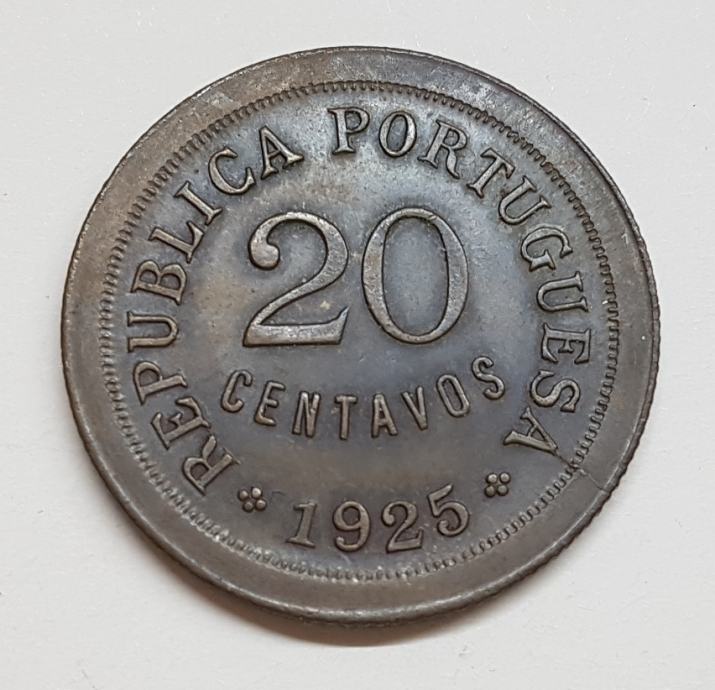 REPUBLICA PORTUGUESA
20
CENTAVOS
1925